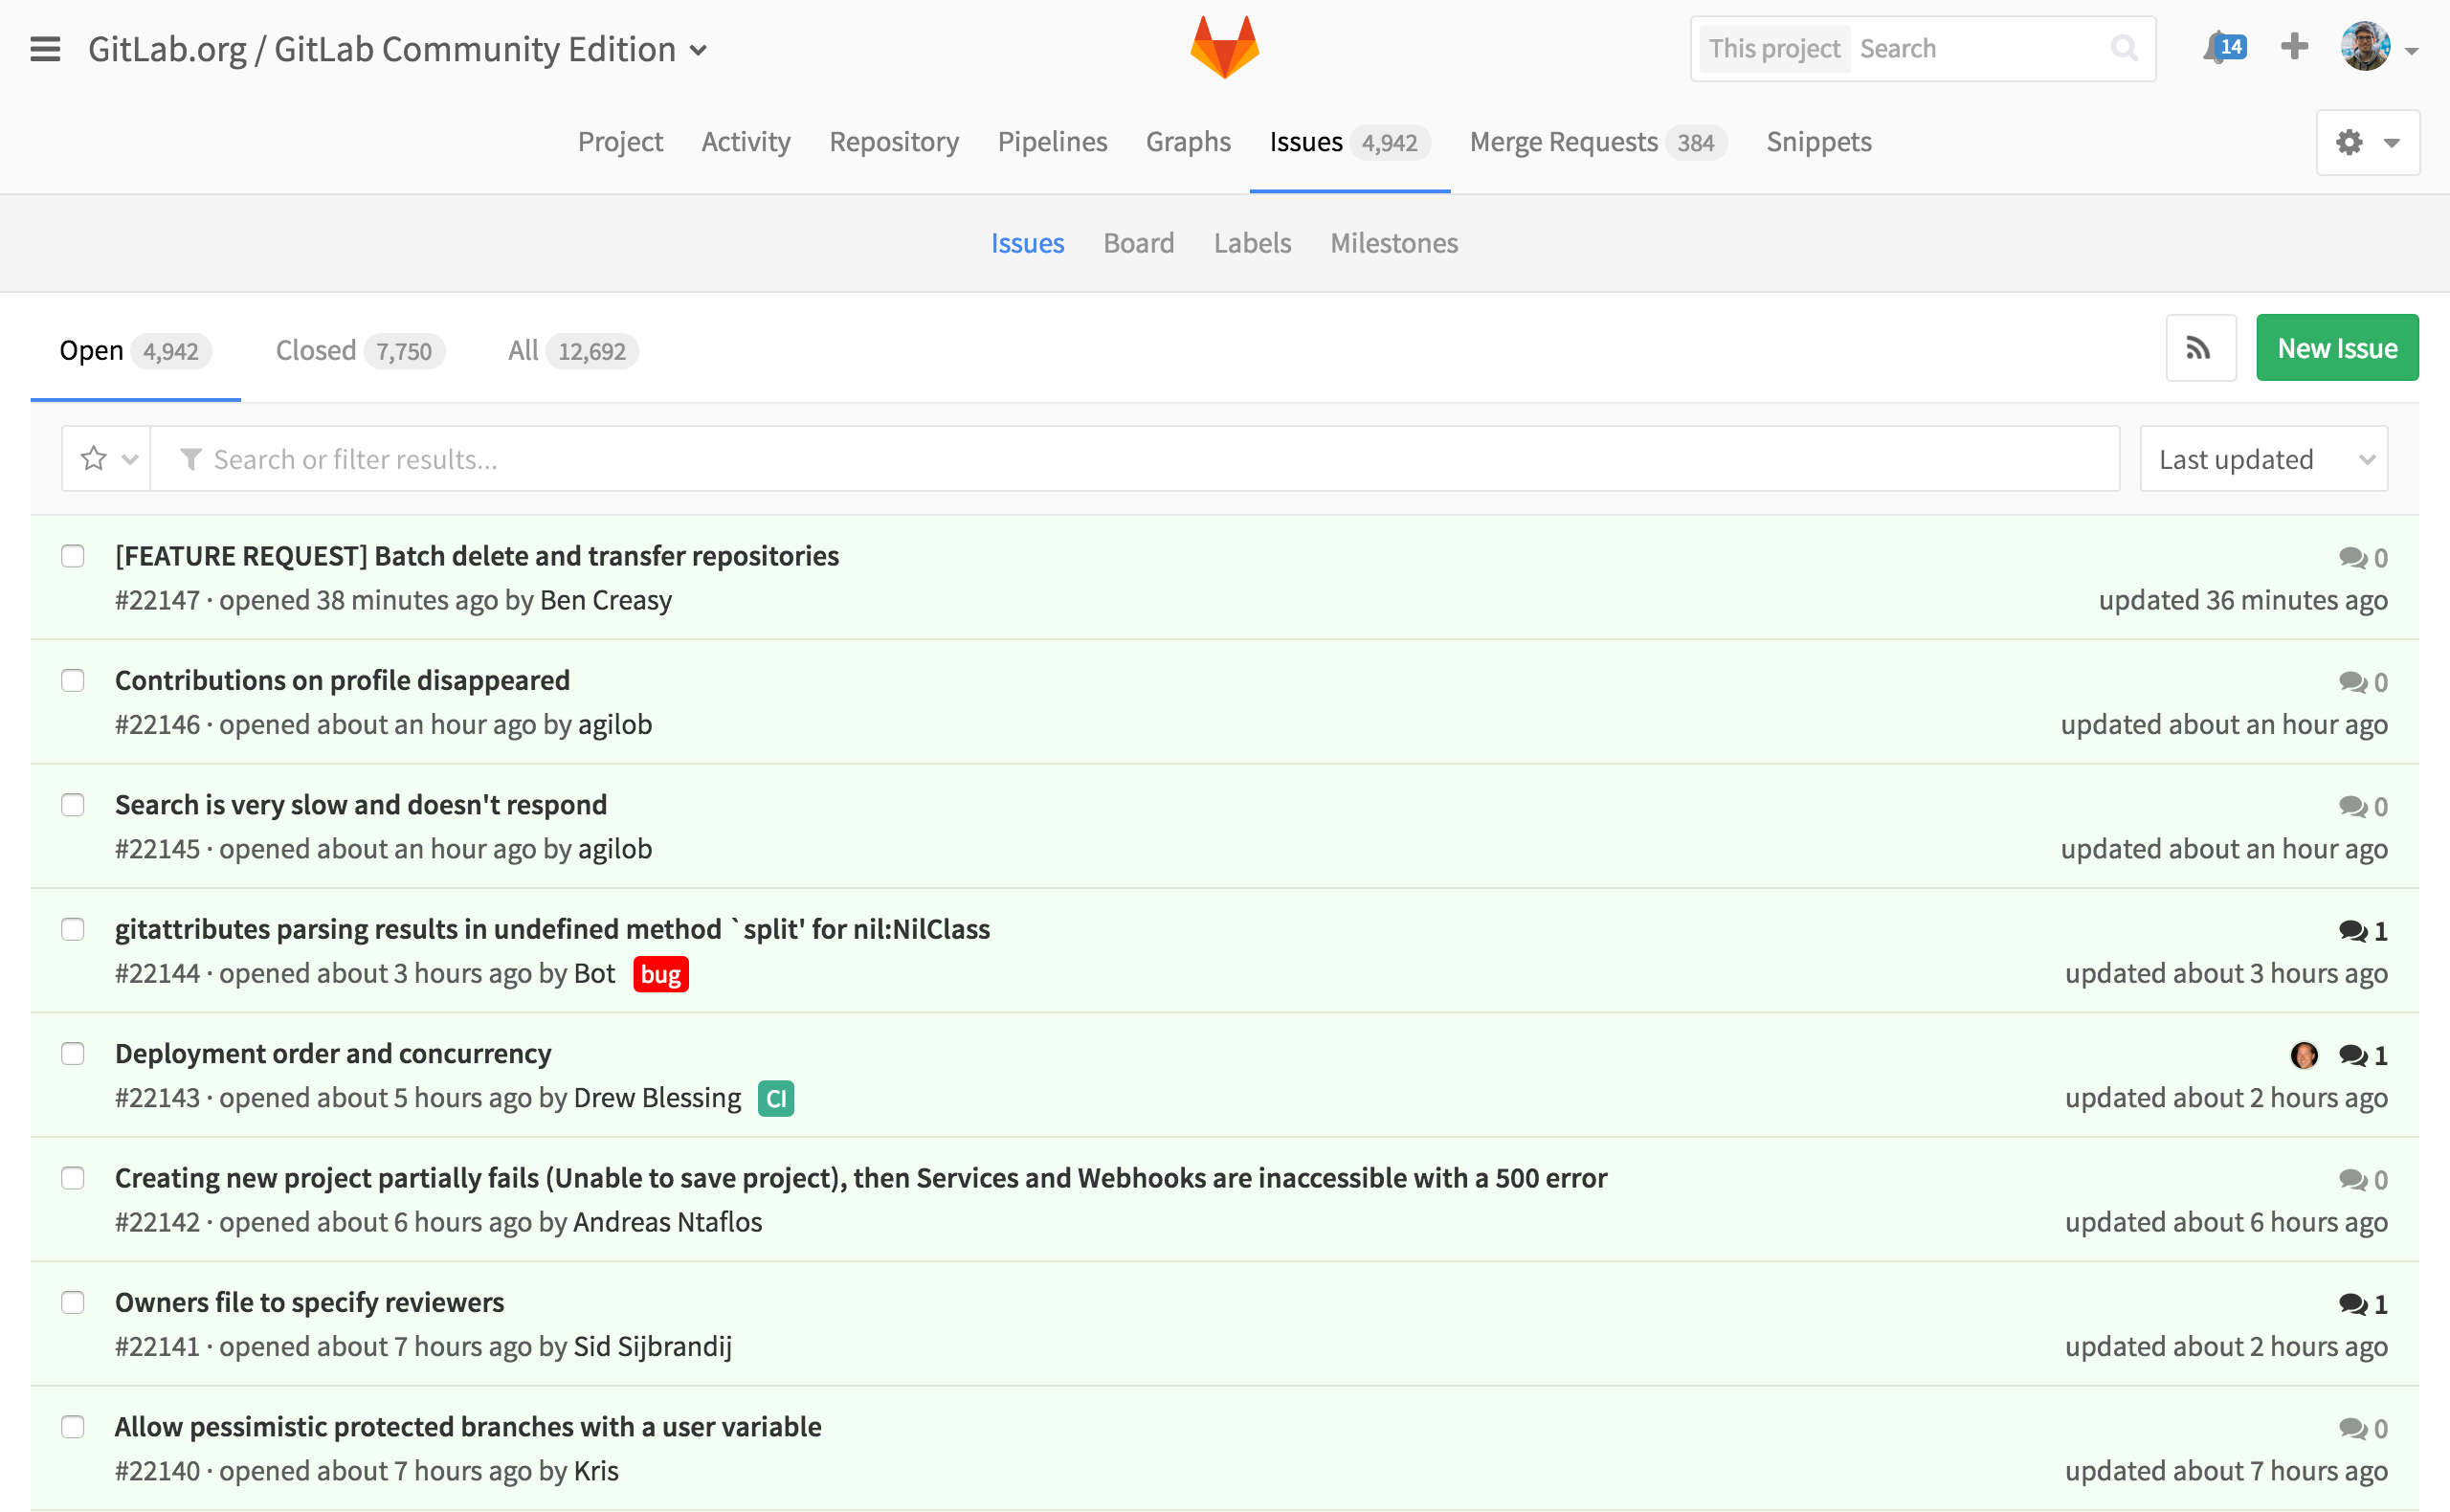 GitLab.org / GitLab Community Edition
This project Search
14
Project Activity Repository Pipelines Graphs Issues 4,942 Merge Requests 384 Snippets
Issues Board Labels Milestones
Open 4,942 Closed 7,750 All 12,692
New Issue
Search or filter results...
Last updated
[FEATURE REQUEST] Batch delete and transfer repositories
0
#22147 · opened 38 minutes ago by Ben Creasy
updated 36 minutes ago
Contributions on profile disappeared
0
#22146 · opened about an hour ago by agilob
updated about an hour ago
Search is very slow and doesn't respond
0
#22145 · opened about an hour ago by agilob
updated about an hour ago
gitattributes parsing results in undefined method `split' for nil:NilClass
1
#22144 · opened about 3 hours ago by Bot bug
updated about 3 hours ago
Deployment order and concurrency
1
#22143 · opened about 5 hours ago by Drew Blessing CI
updated about 2 hours ago
Creating new project partially fails (Unable to save project), then Services and Webhooks are inaccessible with a 500 error
0
#22142 · opened about 6 hours ago by Andreas Ntaflos
updated about 6 hours ago
Owners file to specify reviewers
1
#22141 · opened about 7 hours ago by Sid Sijbrandij
updated about 2 hours ago
Allow pessimistic protected branches with a user variable
0
#22140 · opened about 7 hours ago by Kris
updated about 7 hours ago